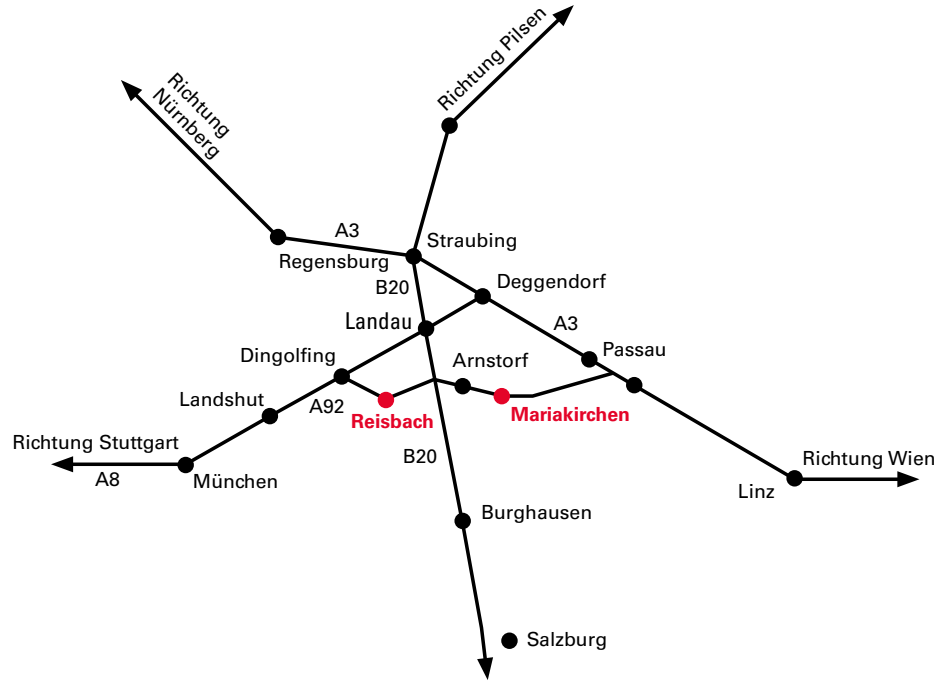 Richtung Pilsen
Richtung
Nürnberg
A3
Straubing
Regensburg
B20
Deggendorf
Landau
A3
Dingolfing
Arnstorf
Passau
Landshut
A92
Reisbach
Mariakirchen
Richtung Stuttgart
B20
Richtung Wien
A8
München
Linz
Burghausen
Salzburg